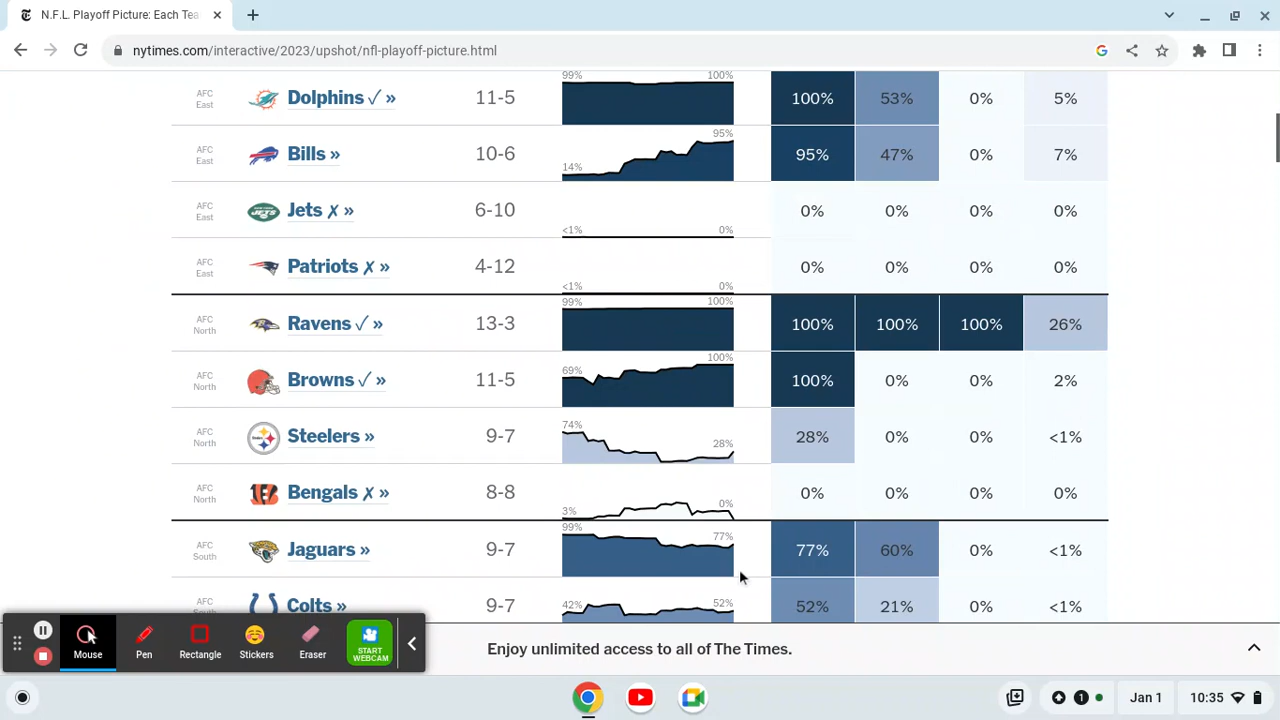 N.F.L. Playoff Picture: Each Tea
nytimes.com/interactive/2023/upshot/nfl-playoff-picture.html
AFC East Dolphins ✓ » 11-5 99% 100% 100% 53% 0% 5%
AFC East Bills » 10-6 14% 95% 95% 47% 0% 7%
AFC East JETS Jets ✗ » 6-10 <1% 0% 0% 0% 0% 0%
AFC East Patriots ✗ » 4-12 <1% 0% 0% 0% 0% 0%
AFC North Ravens ✓ » 13-3 99% 100% 100% 100% 100% 26%
AFC North Browns ✓ » 11-5 69% 100% 100% 0% 0% 2%
AFC North Steelers » 9-7 74% 28% 28% 0% 0% <1%
AFC North Bengals ✗ » 8-8 3% 0% 0% 0% 0% 0%
AFC South Jaguars » 9-7 99% 77% 77% 60% 0% <1%
AFC South Colts » 9-7 42% 52% 52% 21% 0% <1%
Mouse Pen Rectangle Stickers Eraser START WEBCAM
Enjoy unlimited access to all of The Times.
1 Jan 1 10:35